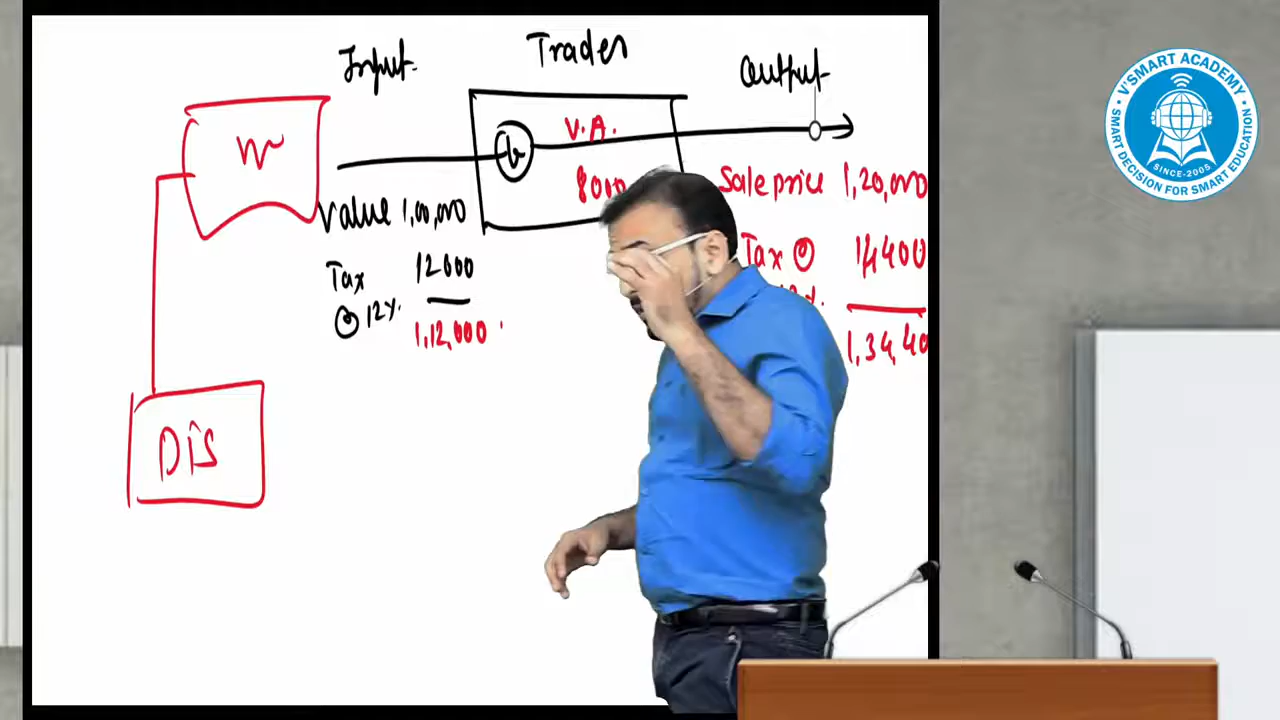 Input
Trader
output
W
V.A.
8000
Value 1,00,000
Tax 12000
@ 12%.
1,12,000
Sale price 1,20,000
Tax @ 14400
12%.
1,34,40
Dis
V'SMART ACADEMY
SINCE-2005
SMART DECISION FOR SMART EDUCATION